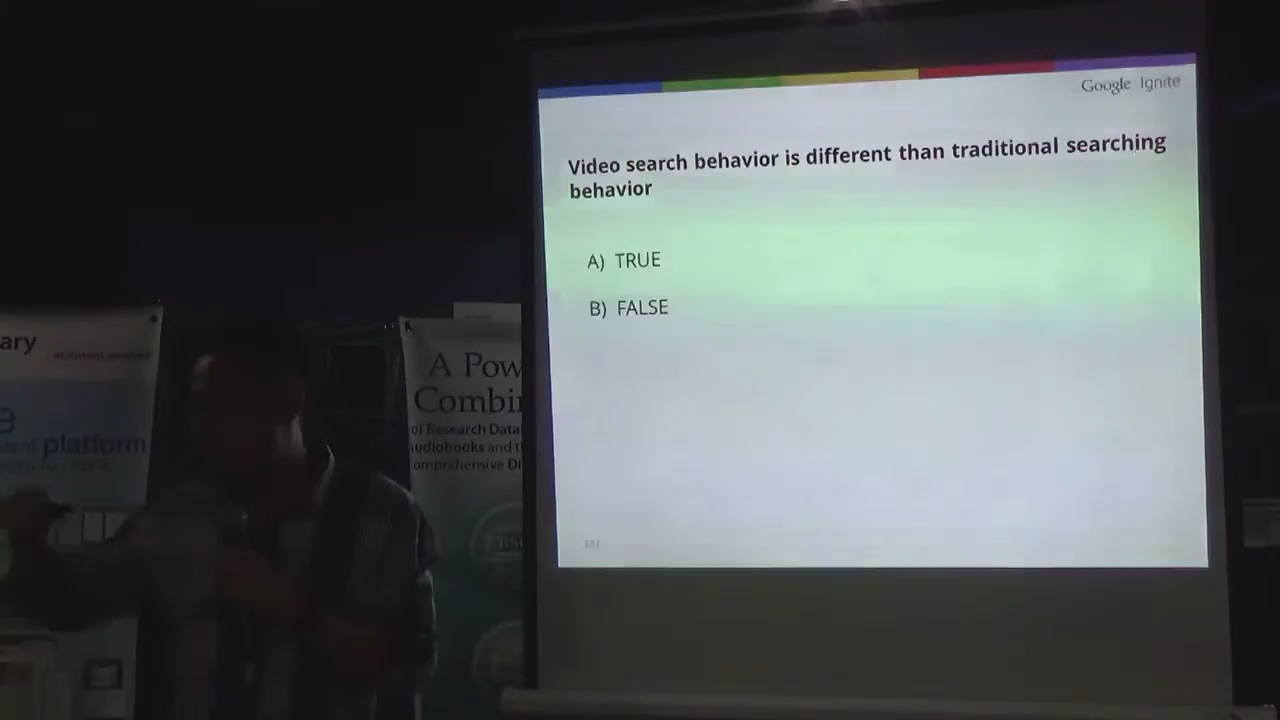 Google Ignite
Video search behavior is different than traditional searching
behavior
A) TRUE
B) FALSE
ary
platform
A Pow
Combi
of Research Data
udiobooks and t
omprehensive Di